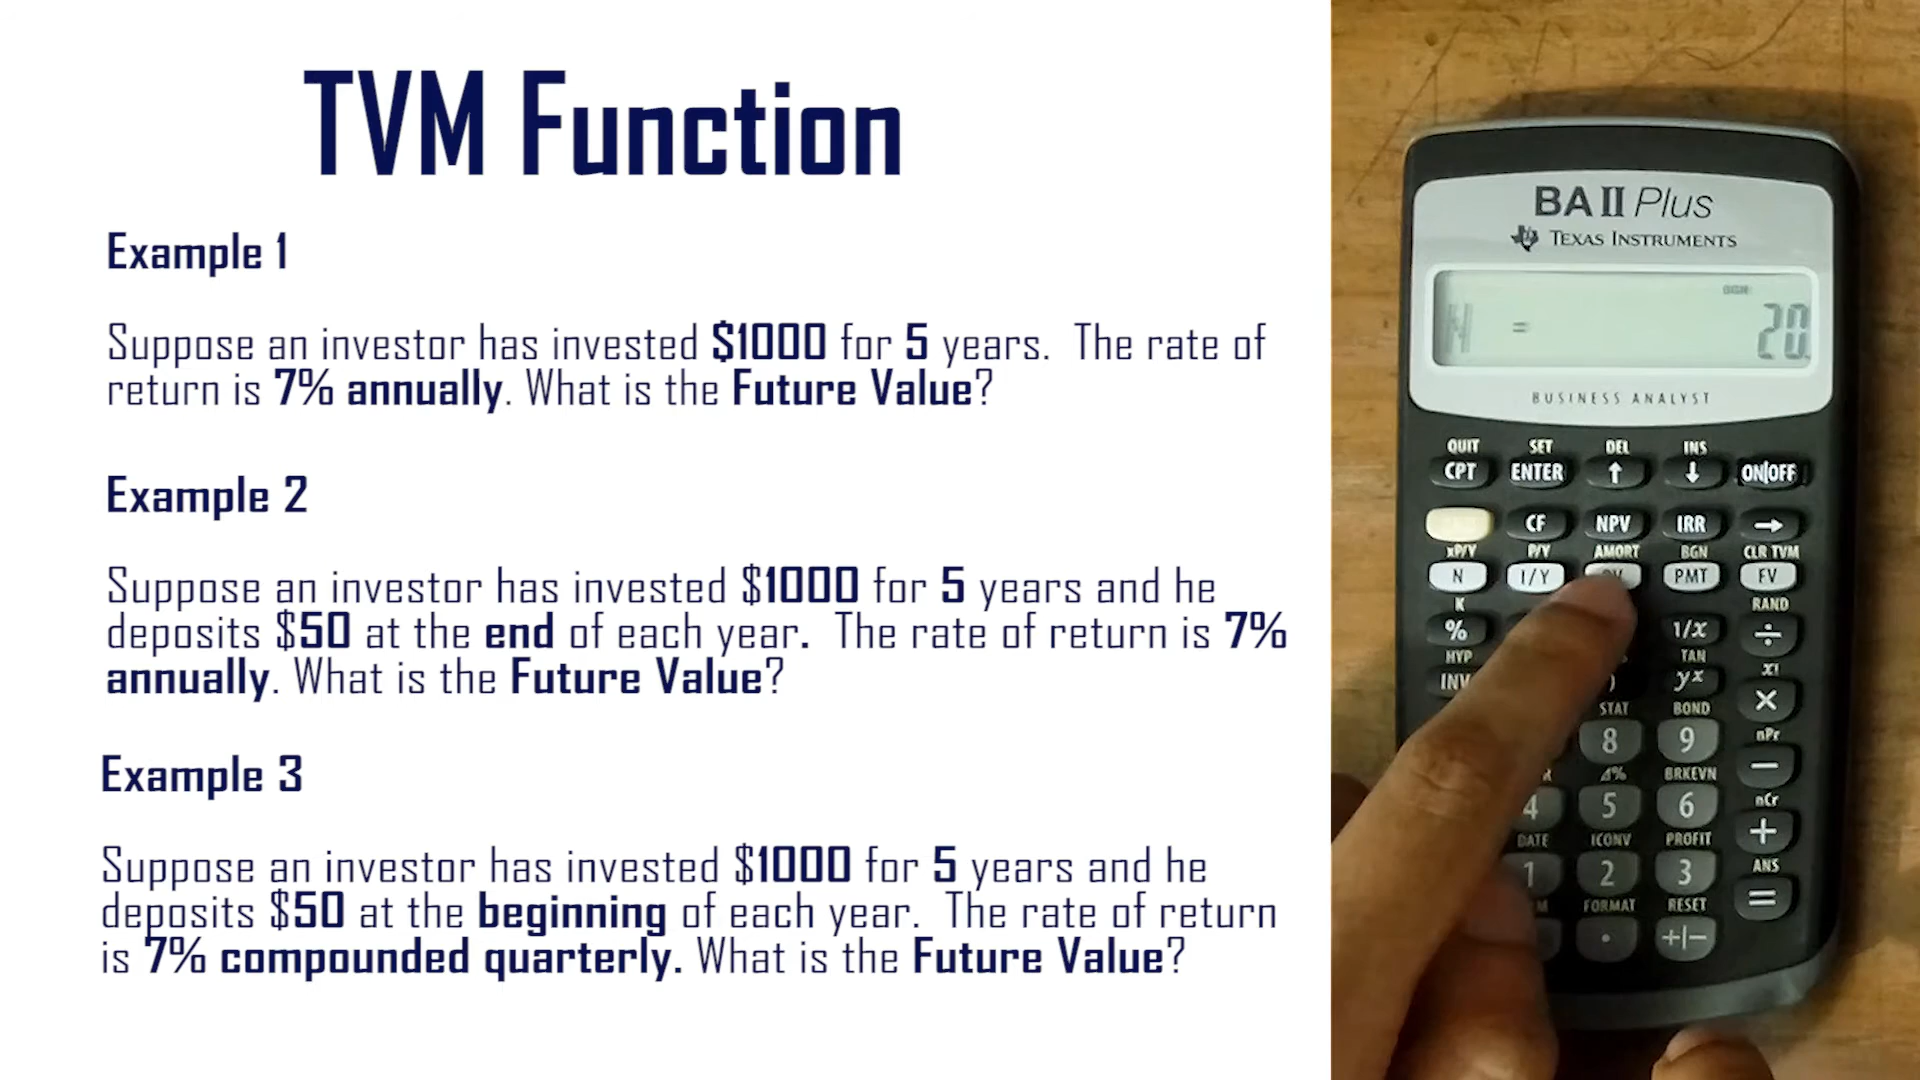 TVM Function
Example 1
Suppose an investor has invested $1000 for 5 years. The rate of
return is 7% annually. What is the Future Value?
Example 2
Suppose an investor has invested $1000 for 5 years and he
deposits $50 at the end of each year. The rate of return is 7%
annually. What is the Future Value?
Example 3
Suppose an investor has invested $1000 for 5 years and he
deposits $50 at the beginning of each year. The rate of return
is 7% compounded quarterly. What is the Future Value?
BA II Plus
TEXAS INSTRUMENTS
BGN
N = 20.
BUSINESS ANALYST
QUIT SET DEL INS
CPT ENTER ↑ ↓ ON|OFF
CF NPV IRR →
xP/Y P/Y AMORT BGN CLR TVM
N I/Y PMT FV
K RAND
% 1/x ÷
HYP TAN x!
INV ) yˣ ×
STAT BOND nPr
8 9 −
Δ% BRKEVN nCr
4 5 6 +
DATE ICONV PROFIT ANS
1 2 3 =
FORMAT RESET
. +|−